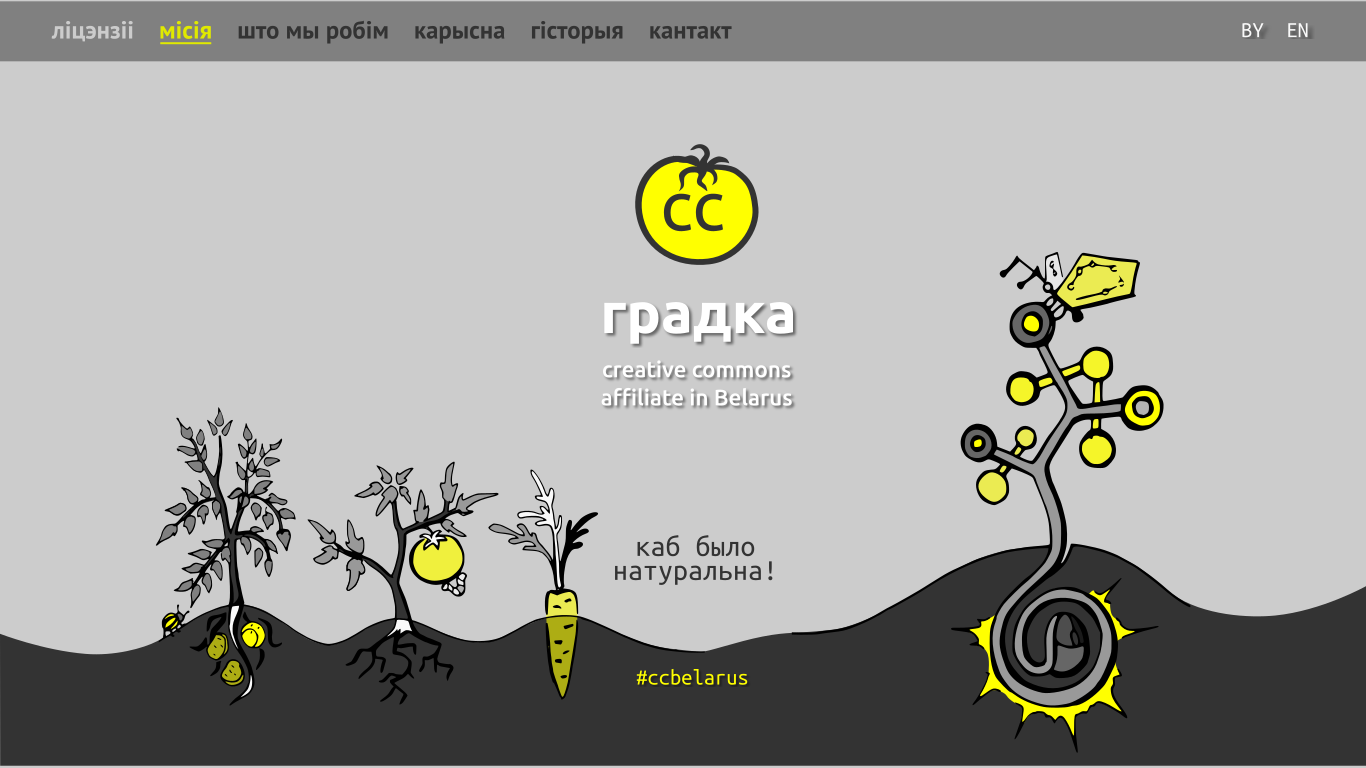 ліцэнзіі місія што мы робім карысна гісторыя кантакт BY EN
CC
градка
creative commons
affiliate in Belarus
каб было
натуральна!
#ccbelarus